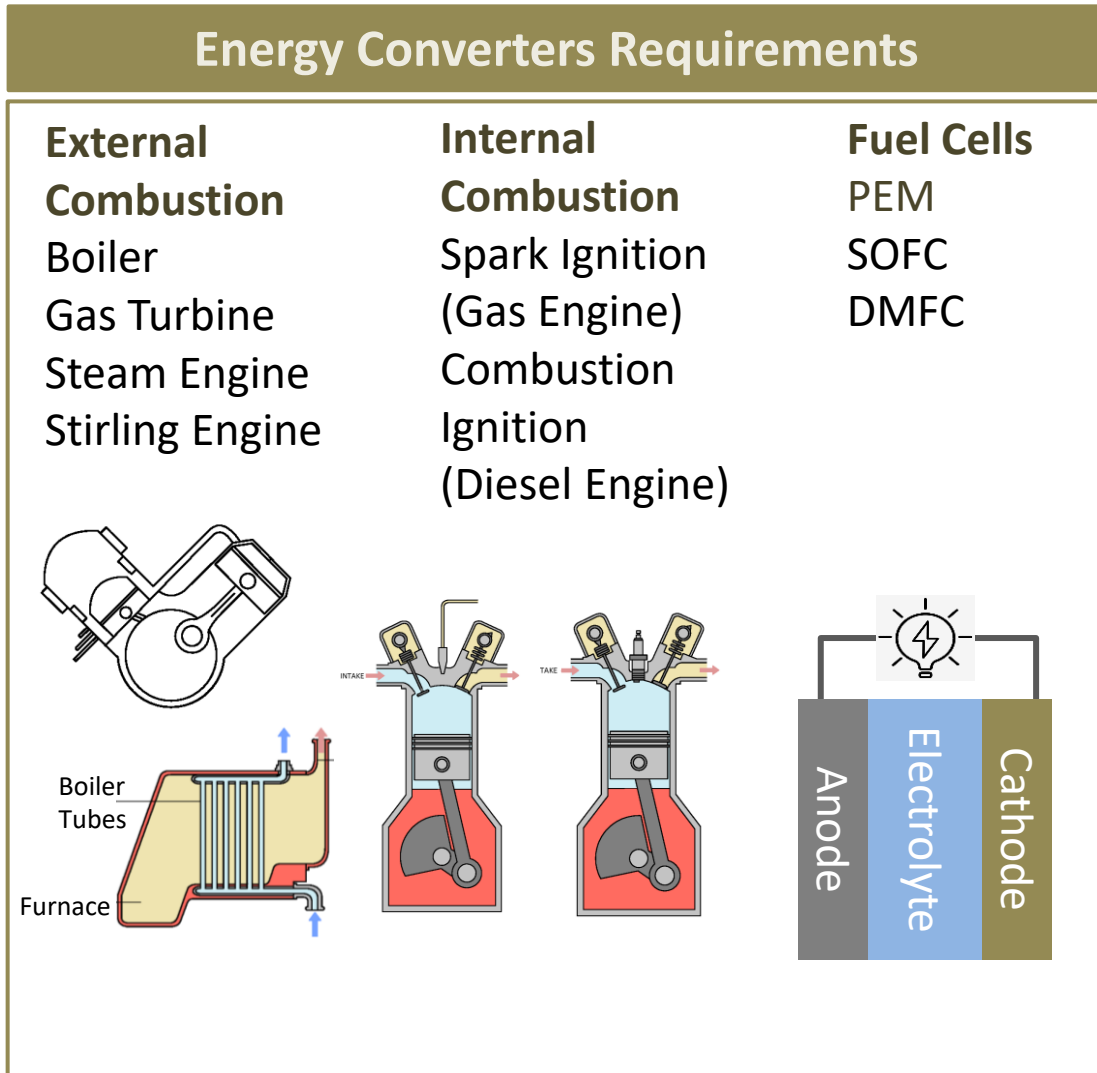 Energy Converters Requirements
External
Combustion
Boiler
Gas Turbine
Steam Engine
Stirling Engine
Internal
Combustion
Spark Ignition
(Gas Engine)
Combustion
Ignition
(Diesel Engine)
Fuel Cells
PEM
SOFC
DMFC
Boiler
Tubes
Furnace
INTAKE
TAKE
Anode
Electrolyte
Cathode